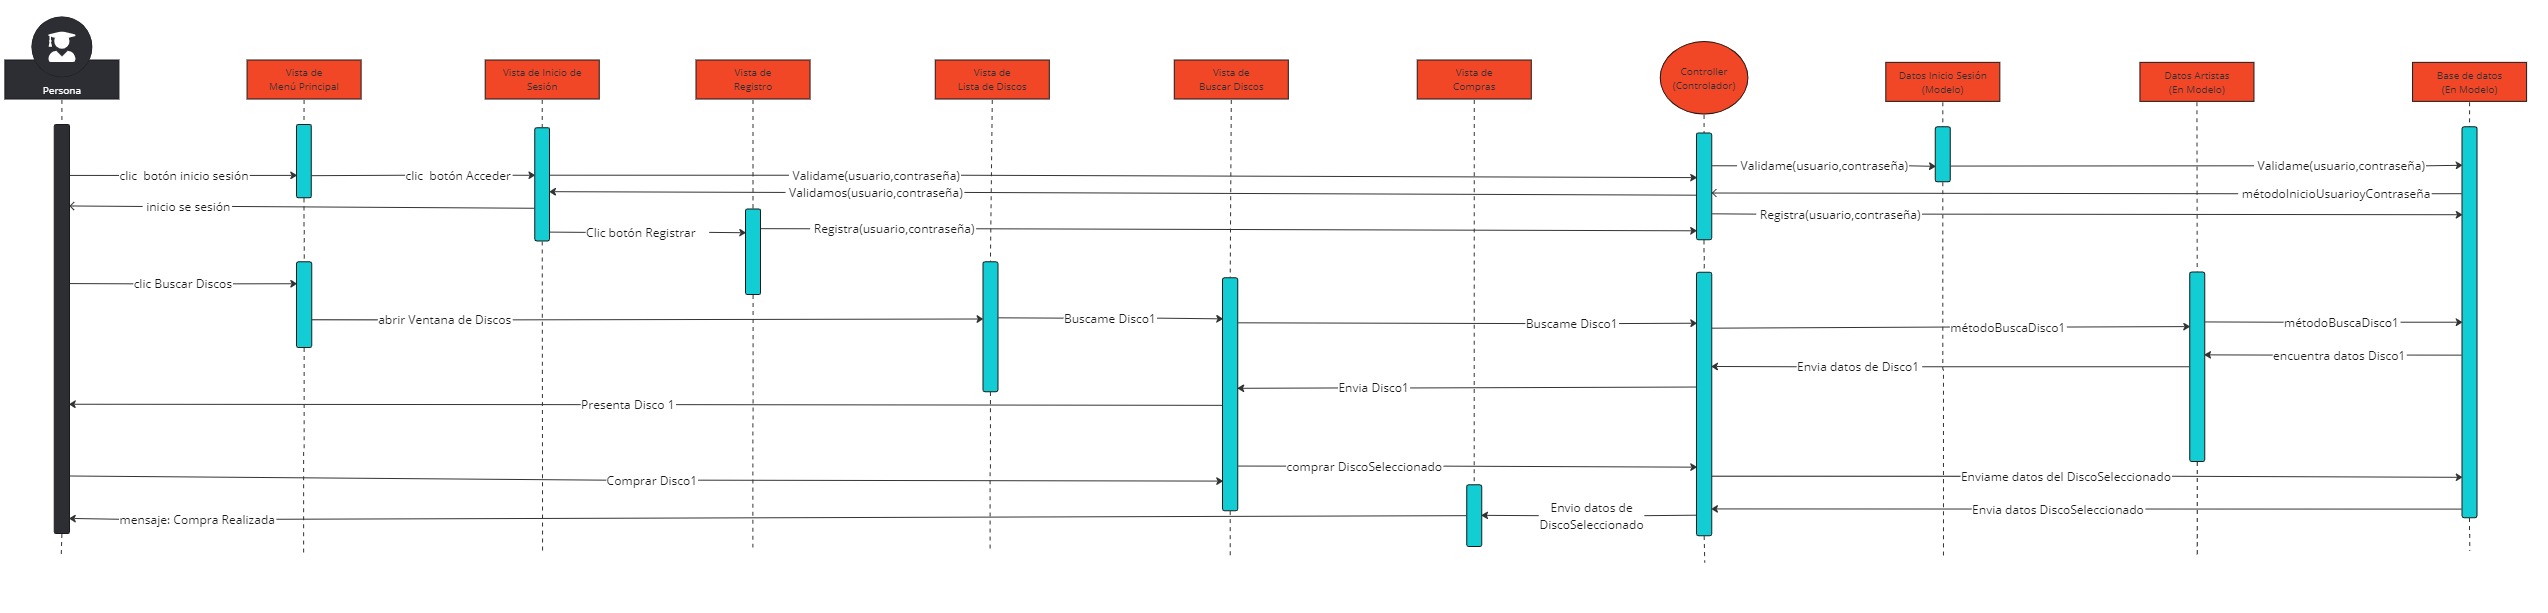 Persona
Vista de
Menú Principal
Vista de Inicio de
Sesión
Vista de
Registro
Vista de
Lista de Discos
Vista de
Buscar Discos
Vista de
Compras
Controller
(Controlador)
Datos Inicio Sesión
(Modelo)
Datos Artistas
(En Modelo)
Base de datos
(En Modelo)
clic botón inicio sesión
clic botón Acceder
Validame(usuario,contraseña)
Validame(usuario,contraseña)
Validame(usuario,contraseña)
Validamos(usuario,contraseña)
métodoInicioUsuarioyContraseña
inicio se sesión
Registra(usuario,contraseña)
Clic botón Registrar
Registra(usuario,contraseña)
clic Buscar Discos
abrir Ventana de Discos
Buscame Disco1
Buscame Disco1
métodoBuscaDisco1
métodoBuscaDisco1
encuentra datos Disco1
Envia datos de Disco1
Envia Disco1
Presenta Disco 1
comprar DiscoSeleccionado
Comprar Disco1
Enviame datos del DiscoSeleccionado
Envia datos DiscoSeleccionado
Envio datos de
DiscoSeleccionado
mensaje: Compra Realizada